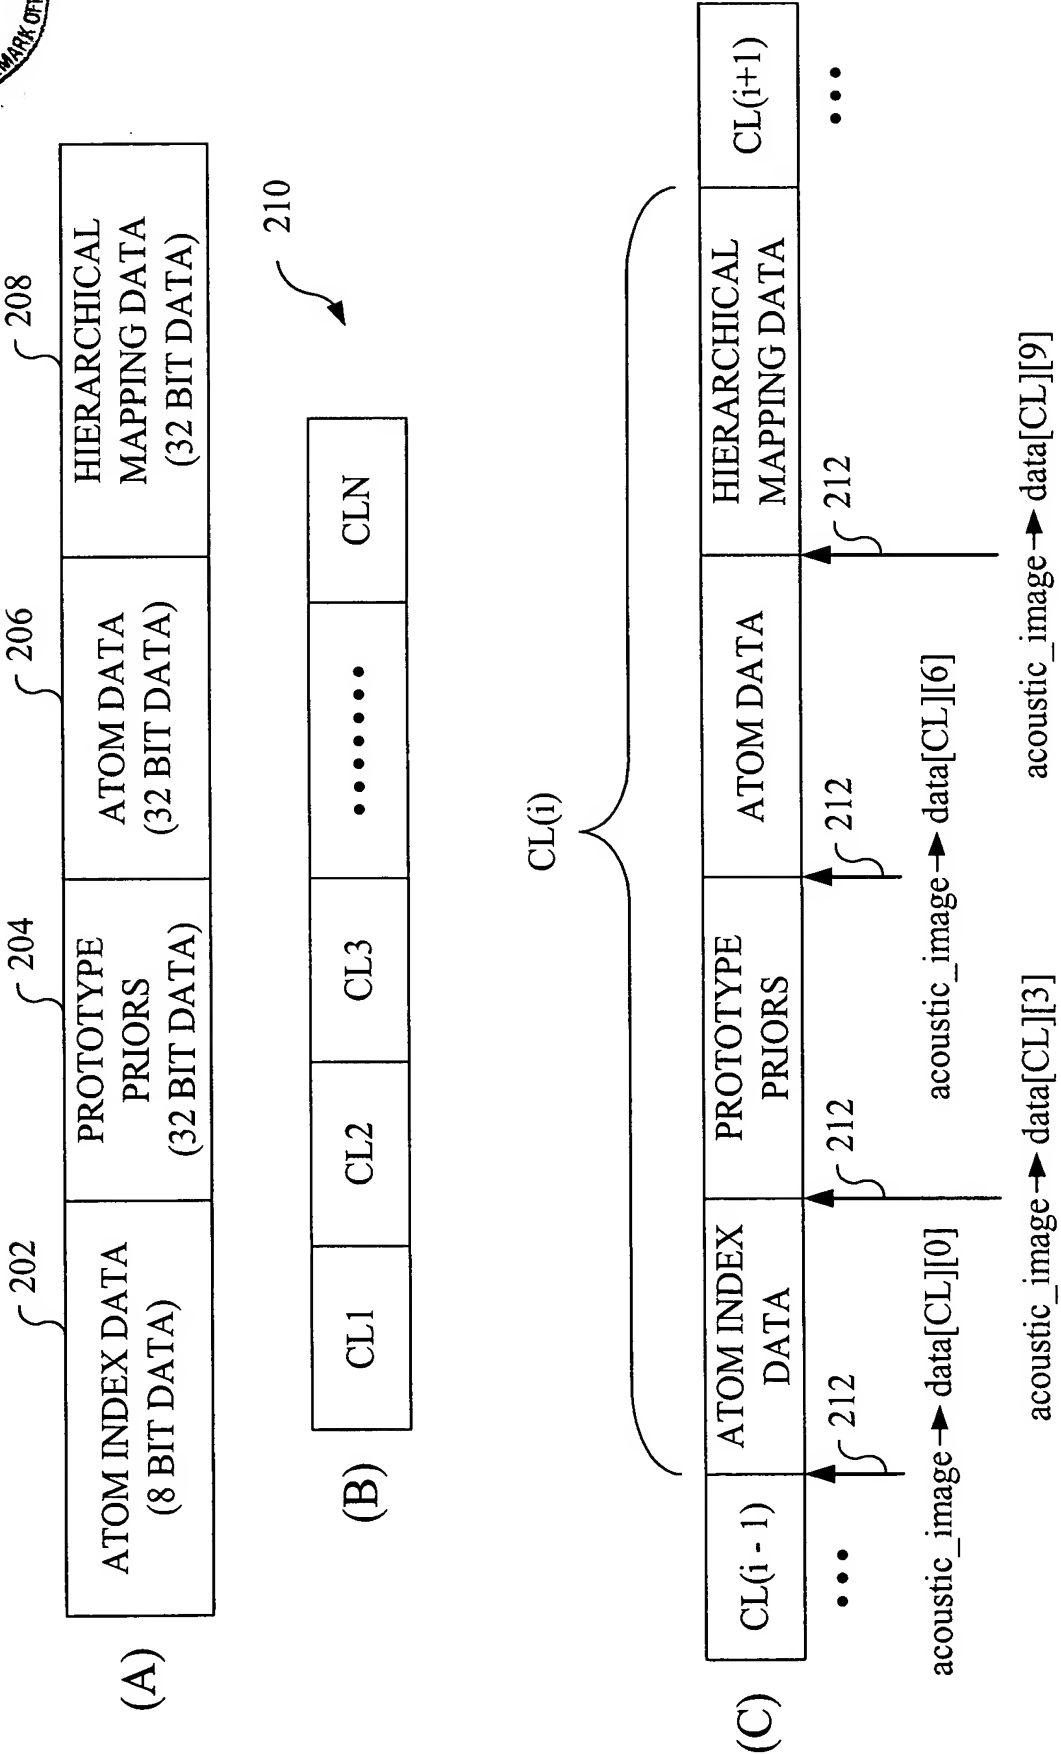 MARK OF
202
204
206
208
(A)
ATOM INDEX DATA
(8 BIT DATA)
PROTOTYPE
PRIORS
(32 BIT DATA)
ATOM DATA
(32 BIT DATA)
HIERARCHICAL
MAPPING DATA
(32 BIT DATA)
210
(B)
CL1
CL2
CL3
CLN
CL(i)
(C)
CL(i - 1)
ATOM INDEX
DATA
PROTOTYPE
PRIORS
ATOM DATA
HIERARCHICAL
MAPPING DATA
CL(i+1)
212
212
212
212
acoustic_image→data[CL][0]
acoustic_image→data[CL][6]
acoustic_image→data[CL][3]
acoustic_image→data[CL][9]